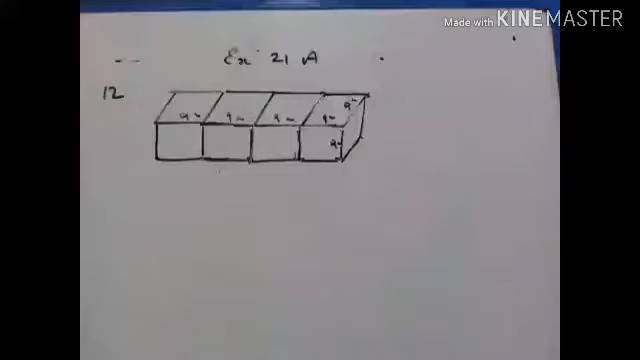 Made with KINEMASTER
Ex 21 A
12
a- a- a- a- a-
a-